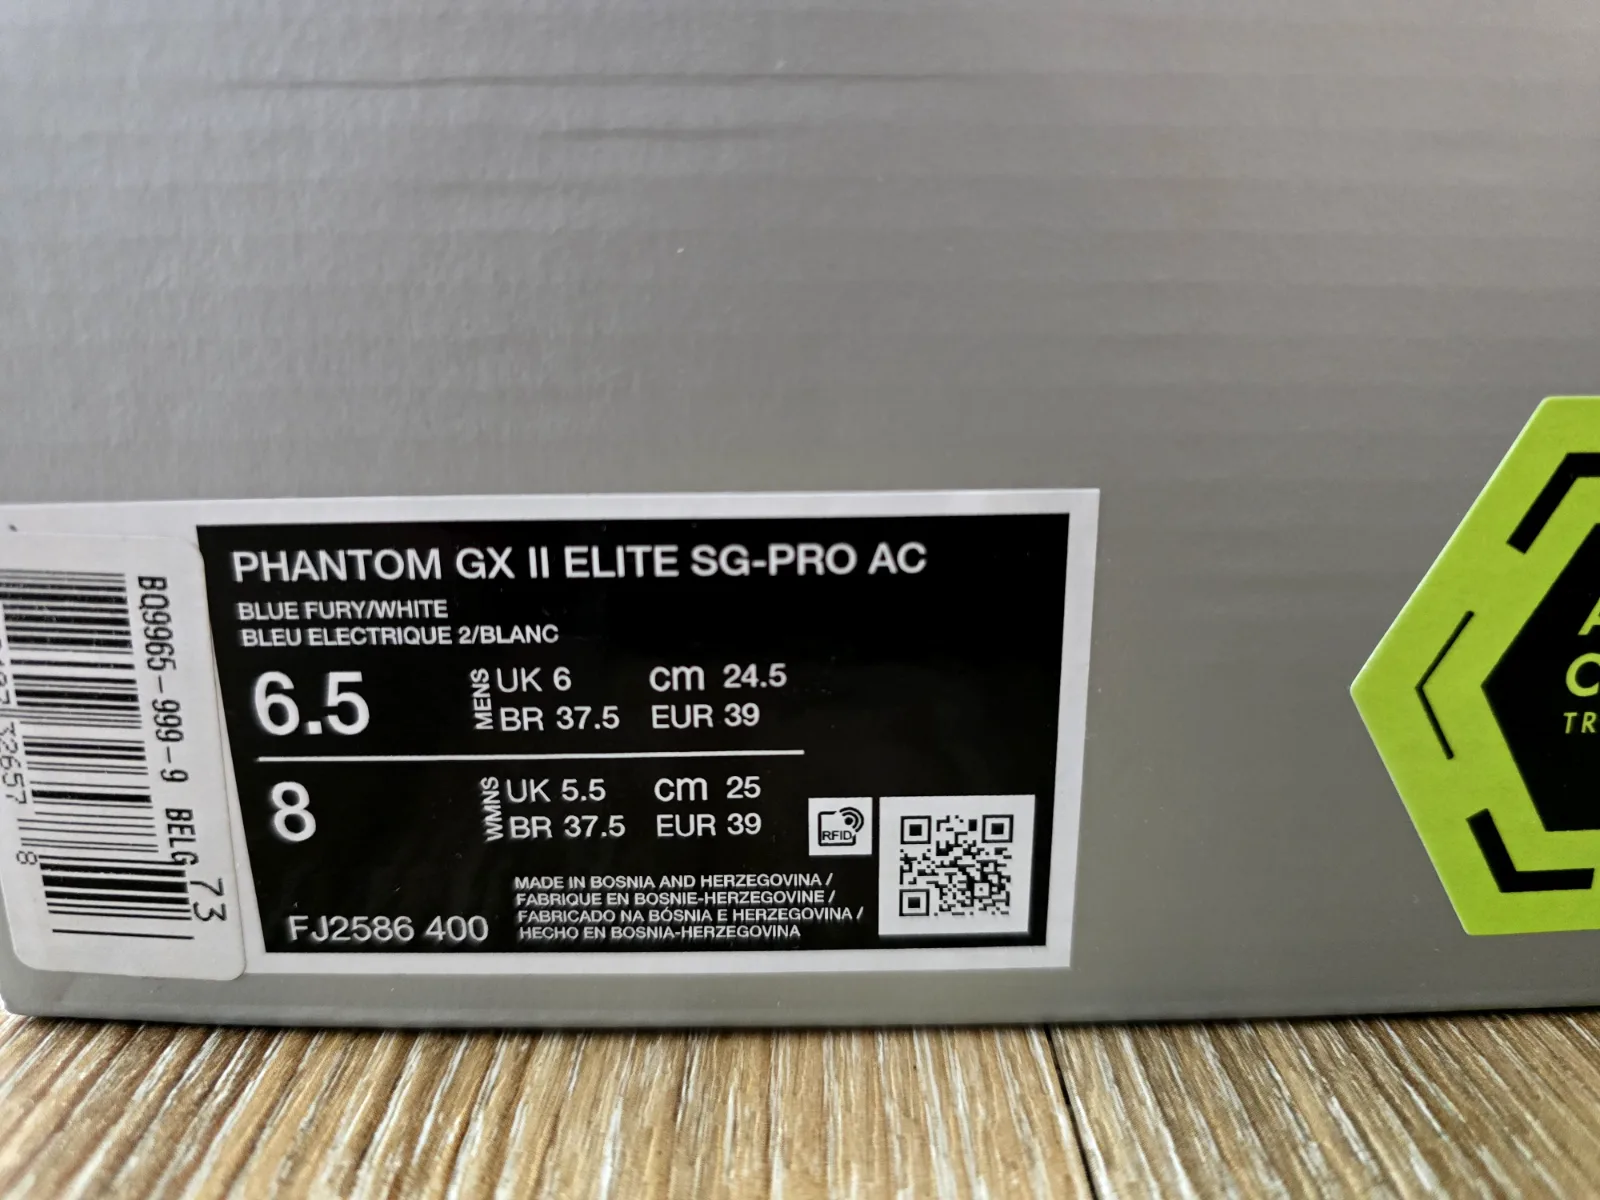 PHANTOM GX II ELITE SG-PRO AC
BLUE FURY/WHITE
BLEU ELECTRIQUE 2/BLANC
6.5
MENS
UK 6 cm 24.5
BR 37.5 EUR 39
8
WMNS
UK 5.5 cm 25
BR 37.5 EUR 39
RFID
FJ2586 400
MADE IN BOSNIA AND HERZEGOVINA /
FABRIQUE EN BOSNIE-HERZEGOVINE /
FABRICADO NA BÓSNIA E HERZEGOVINA /
HECHO EN BOSNIA-HERZEGOVINA
BQ9965-999-9 BELG 73
32657 8
A
C
TR